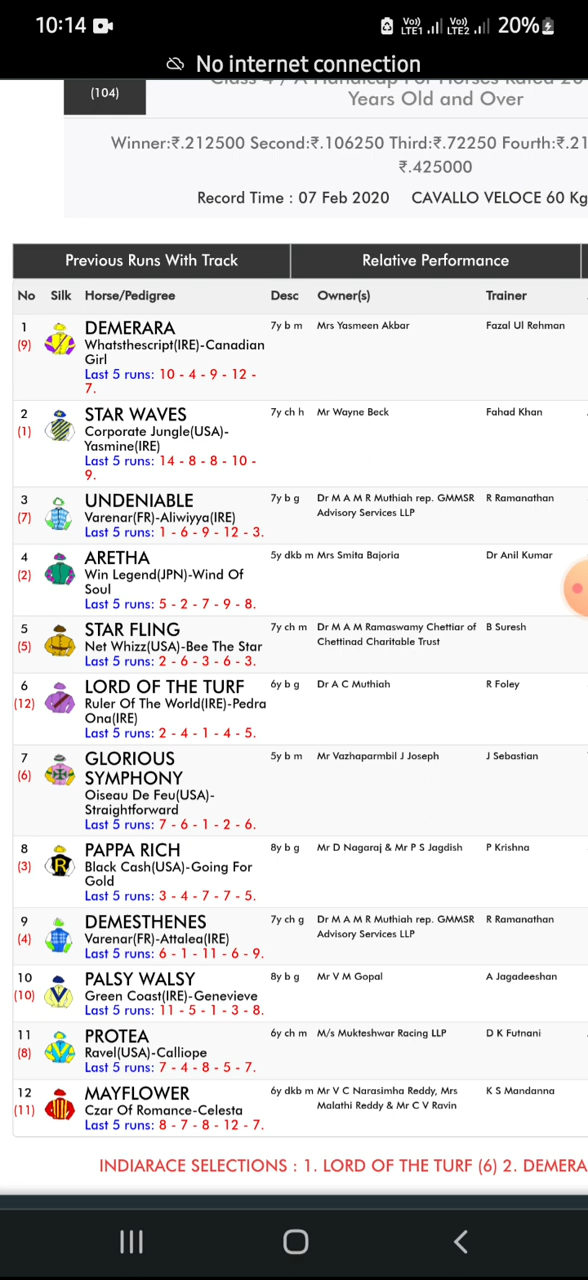 10:14 Vo)) LTE1 Vo)) LTE2 20%
No internet connection
(104)
Class 4 / A Handicap For Horses Rated 20
Years Old and Over
Winner:₹.212500 Second:₹.106250 Third:₹.72250 Fourth:₹.21
₹.425000
Record Time : 07 Feb 2020 CAVALLO VELOCE 60 Kg
Previous Runs With Track Relative Performance
No Silk Horse/Pedigree Desc Owner(s) Trainer
1 DEMERARA 7y b m Mrs Yasmeen Akbar Fazal Ul Rehman
(9) Whatsthescript(IRE)-Canadian
Girl
Last 5 runs: 10 - 4 - 9 - 12 -
7.
2 STAR WAVES 7y ch h Mr Wayne Beck Fahad Khan
(1) Corporate Jungle(USA)-
Yasmine(IRE)
Last 5 runs: 14 - 8 - 8 - 10 -
9.
3 UNDENIABLE 7y b g Dr M A M R Muthiah rep. GMMSR R Ramanathan
(7) Varenar(FR)-Aliwiyya(IRE) Advisory Services LLP
Last 5 runs: 1 - 6 - 9 - 12 - 3.
4 ARETHA 5y dkb m Mrs Smita Bajoria Dr Anil Kumar
(2) Win Legend(JPN)-Wind Of
Soul
Last 5 runs: 5 - 2 - 7 - 9 - 8.
5 STAR FLING 7y ch m Dr M A M Ramaswamy Chettiar of B Suresh
(5) Net Whizz(USA)-Bee The Star Chettinad Charitable Trust
Last 5 runs: 2 - 6 - 3 - 6 - 3.
6 LORD OF THE TURF 6y b g Dr A C Muthiah R Foley
(12) Ruler Of The World(IRE)-Pedra
Ona(IRE)
Last 5 runs: 2 - 4 - 1 - 4 - 5.
7 GLORIOUS 5y b m Mr Vazhaparmbil J Joseph J Sebastian
(6) SYMPHONY
Oiseau De Feu(USA)-
Straightforward
Last 5 runs: 7 - 6 - 1 - 2 - 6.
8 PAPPA RICH 8y b g Mr D Nagaraj & Mr P S Jagdish P Krishna
(3) Black Cash(USA)-Going For
R
Gold
Last 5 runs: 3 - 4 - 7 - 7 - 5.
9 DEMESTHENES 7y ch g Dr M A M R Muthiah rep. GMMSR R Ramanathan
(4) Varenar(FR)-Attalea(IRE) Advisory Services LLP
Last 5 runs: 6 - 1 - 11 - 6 - 9.
10 PALSY WALSY 8y b g Mr V M Gopal A Jagadeeshan
(10) Green Coast(IRE)-Genevieve
Last 5 runs: 11 - 5 - 1 - 3 - 8.
11 PROTEA 6y ch m M/s Mukteshwar Racing LLP D K Futnani
(8) Ravel(USA)-Calliope
Last 5 runs: 7 - 4 - 8 - 5 - 7.
12 MAYFLOWER 6y dkb m Mr V C Narasimha Reddy, Mrs K S Mandanna
(11) Czar Of Romance-Celesta Malathi Reddy & Mr C V Ravin
Last 5 runs: 8 - 7 - 8 - 12 - 7.
INDIARACE SELECTIONS : 1. LORD OF THE TURF (6) 2. DEMERA